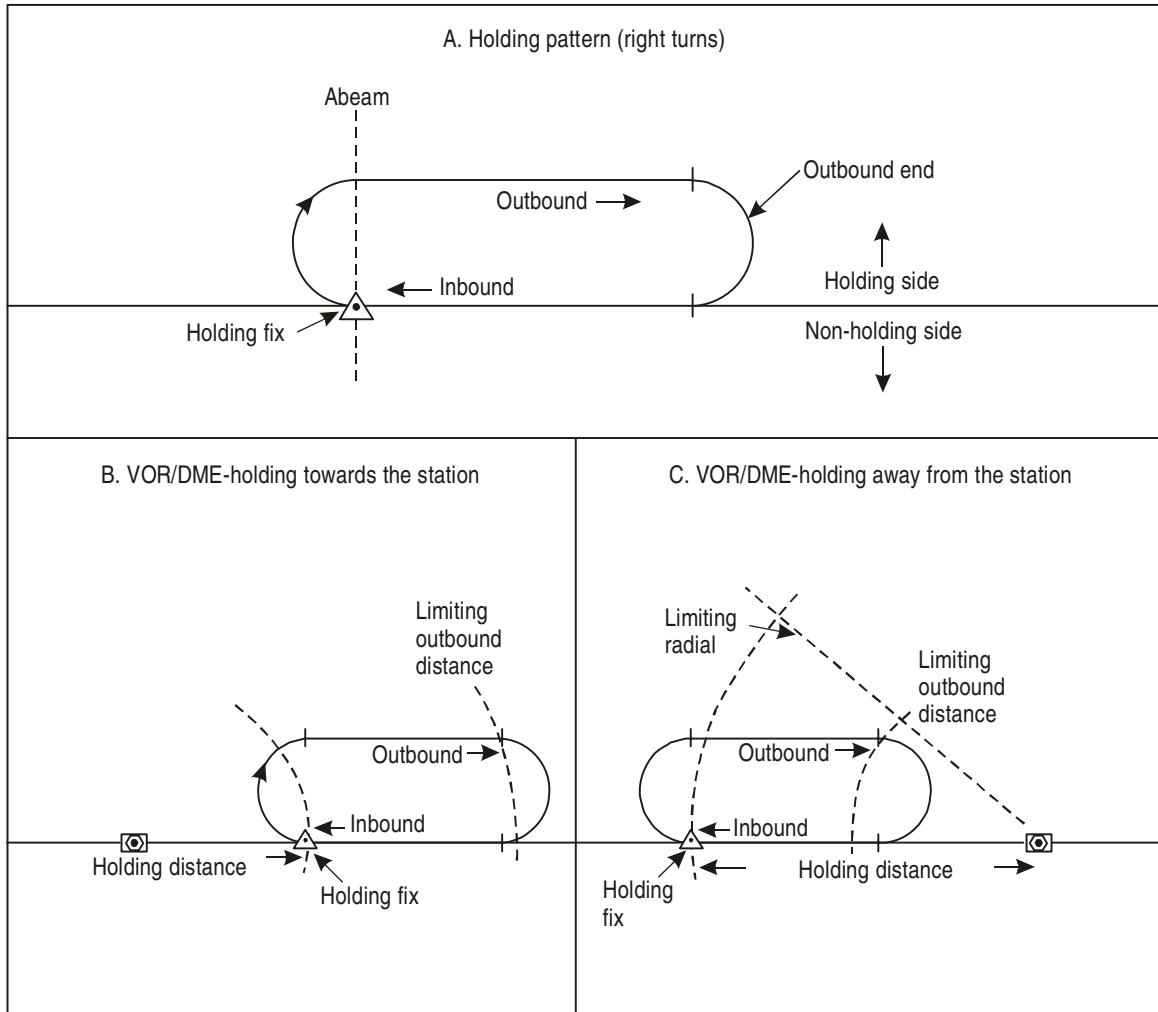 A. Holding pattern (right turns)
Abeam
Outbound end
Outbound
Holding side
Inbound
Holding fix
Non-holding side
B. VOR/DME-holding towards the station
Limiting
outbound
distance
Outbound
Inbound
Holding distance
Holding fix
C. VOR/DME-holding away from the station
Limiting
radial
Limiting
outbound
distance
Outbound
Inbound
Holding distance
Holding
fix